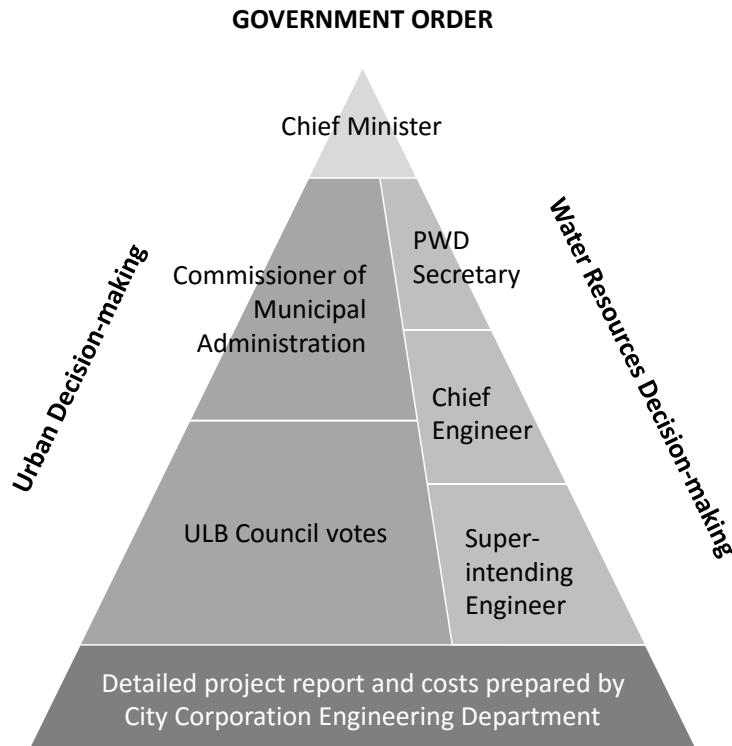 GOVERNMENT ORDER
Chief Minister
Urban Decision-making
Commissioner of
Municipal
Administration
ULB Council votes
PWD
Secretary
Chief
Engineer
Super-
intending
Engineer
Water Resources Decision-making
Detailed project report and costs prepared by
City Corporation Engineering Department